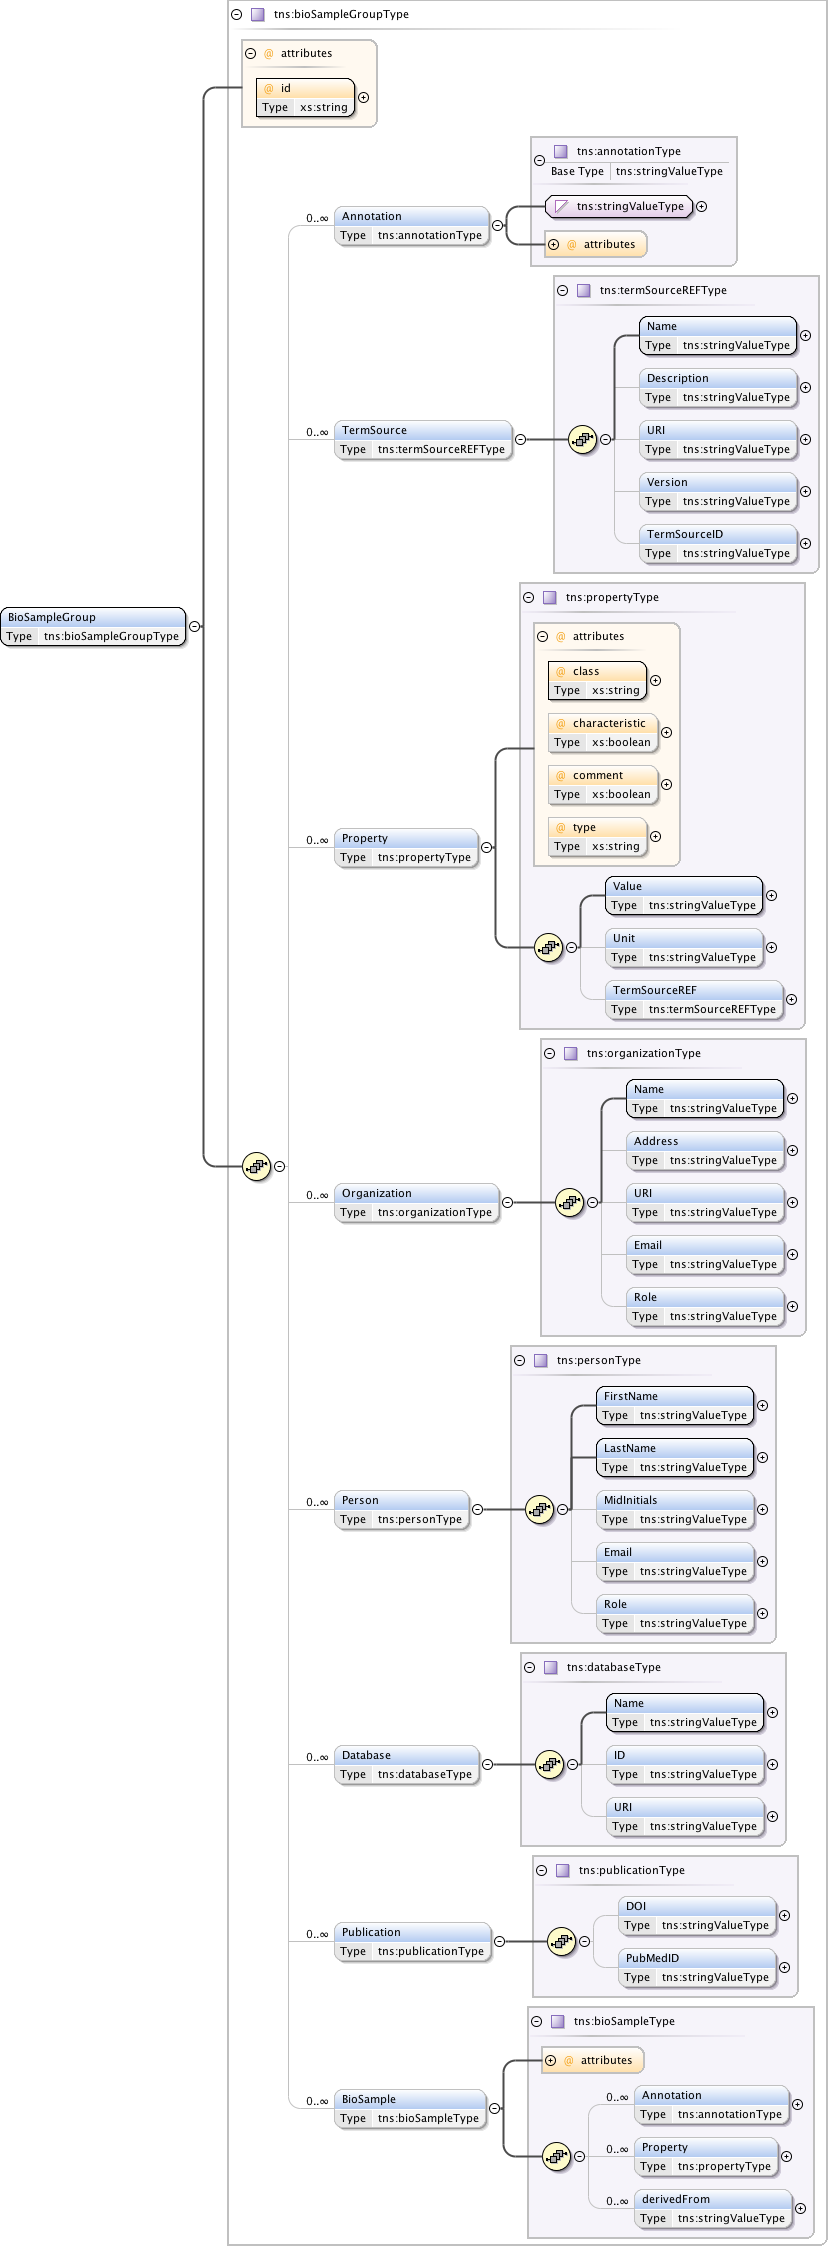 tns:bioSampleGroupType
@ attributes
@ id
Type xs:string
tns:annotationType
Base Type tns:stringValueType
tns:stringValueType
@ attributes
0..∞ Annotation
Type tns:annotationType
tns:termSourceREFType
Name
Type tns:stringValueType
Description
Type tns:stringValueType
URI
Type tns:stringValueType
Version
Type tns:stringValueType
TermSourceID
Type tns:stringValueType
0..∞ TermSource
Type tns:termSourceREFType
BioSampleGroup
Type tns:bioSampleGroupType
tns:propertyType
@ attributes
@ class
Type xs:string
@ characteristic
Type xs:boolean
@ comment
Type xs:boolean
@ type
Type xs:string
0..∞ Property
Type tns:propertyType
Value
Type tns:stringValueType
Unit
Type tns:stringValueType
TermSourceREF
Type tns:termSourceREFType
tns:organizationType
Name
Type tns:stringValueType
Address
Type tns:stringValueType
0..∞ Organization
Type tns:organizationType
URI
Type tns:stringValueType
Email
Type tns:stringValueType
Role
Type tns:stringValueType
tns:personType
FirstName
Type tns:stringValueType
LastName
Type tns:stringValueType
0..∞ Person
Type tns:personType
MidInitials
Type tns:stringValueType
Email
Type tns:stringValueType
Role
Type tns:stringValueType
tns:databaseType
Name
Type tns:stringValueType
0..∞ Database
Type tns:databaseType
ID
Type tns:stringValueType
URI
Type tns:stringValueType
tns:publicationType
DOI
Type tns:stringValueType
0..∞ Publication
Type tns:publicationType
PubMedID
Type tns:stringValueType
tns:bioSampleType
@ attributes
0..∞ BioSample
Type tns:bioSampleType
0..∞ Annotation
Type tns:annotationType
0..∞ Property
Type tns:propertyType
0..∞ derivedFrom
Type tns:stringValueType